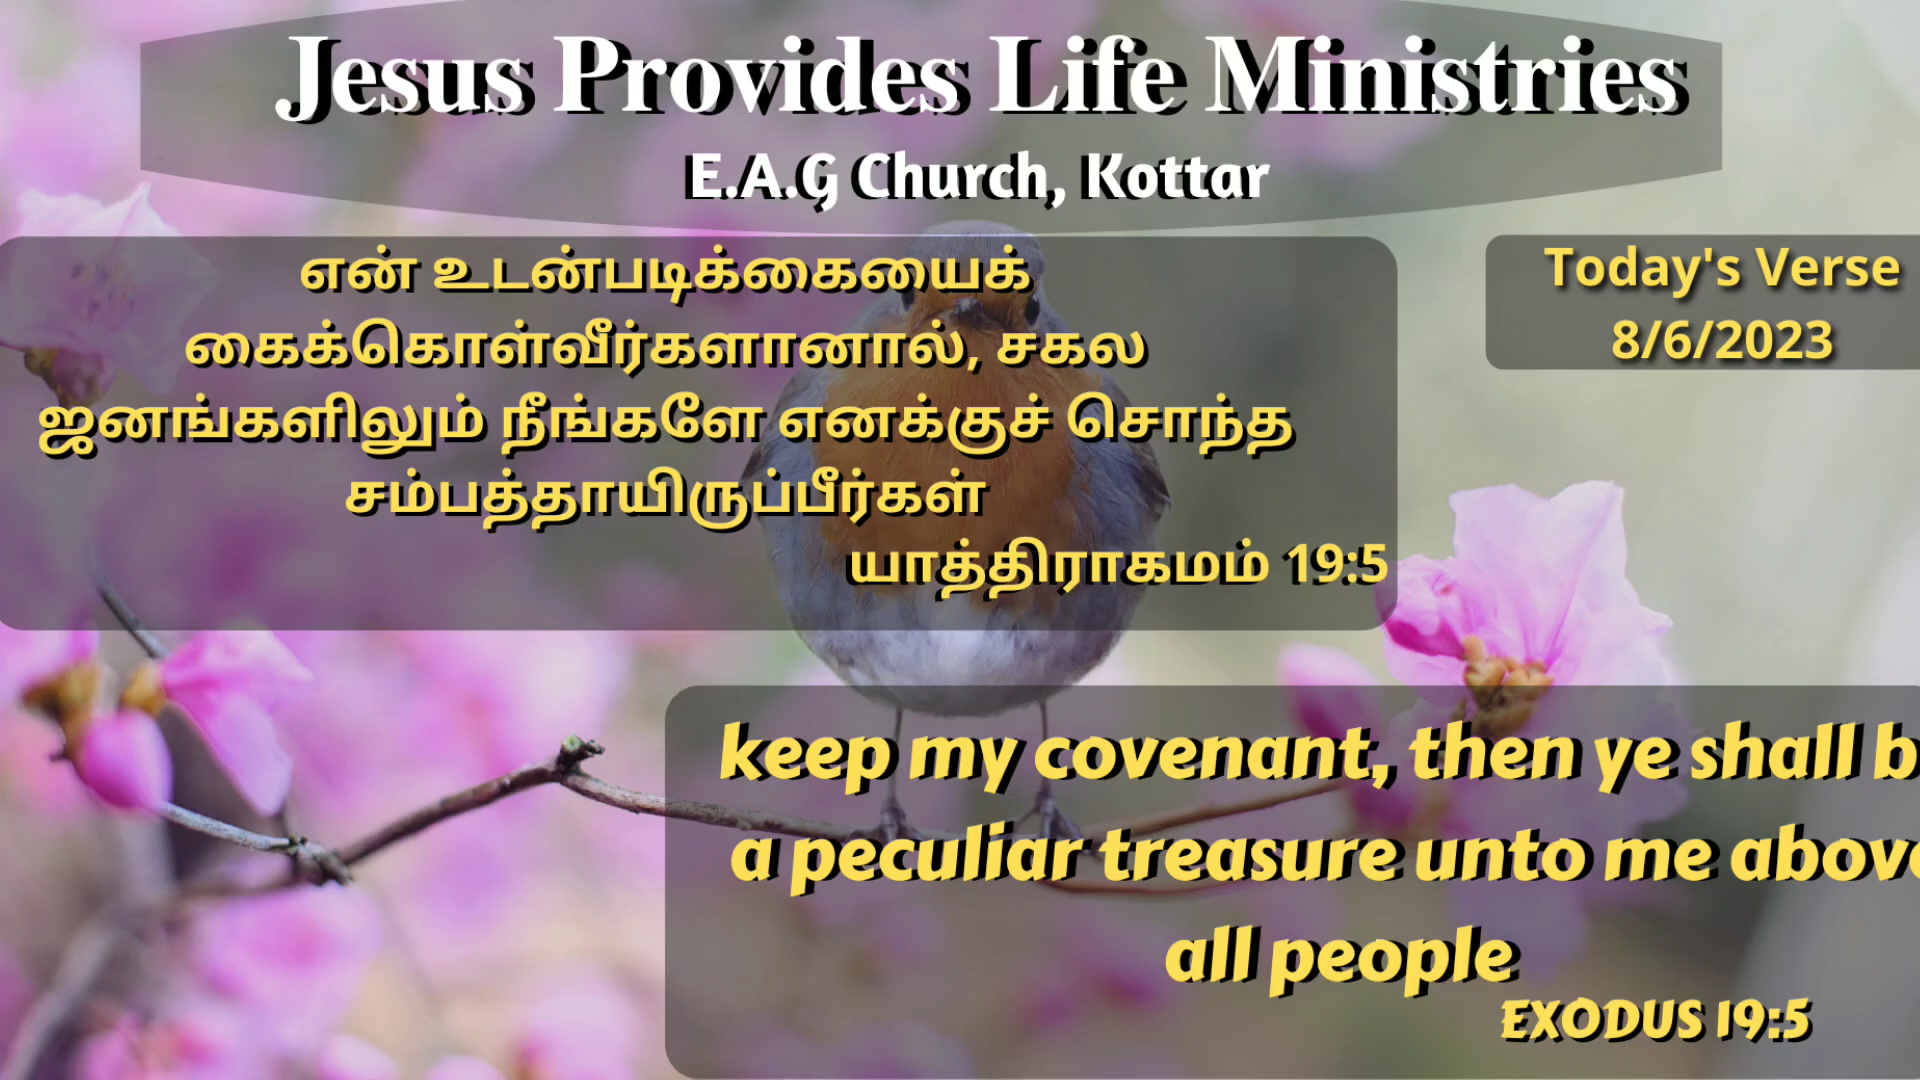 Jesus Provides Life Ministries
E.A.G Church, Kottar
என் உடன்படிக்கையைக்
கைக்கொள்வீர்களானால், சகல
ஜனங்களிலும் நீங்களே எனக்குச் சொந்த
சம்பத்தாயிருப்பீர்கள்
யாத்திராகமம் 19:5
Today's Verse
8/6/2023
keep my covenant, then ye shall b
a peculiar treasure unto me above
all people
EXODUS 19:5